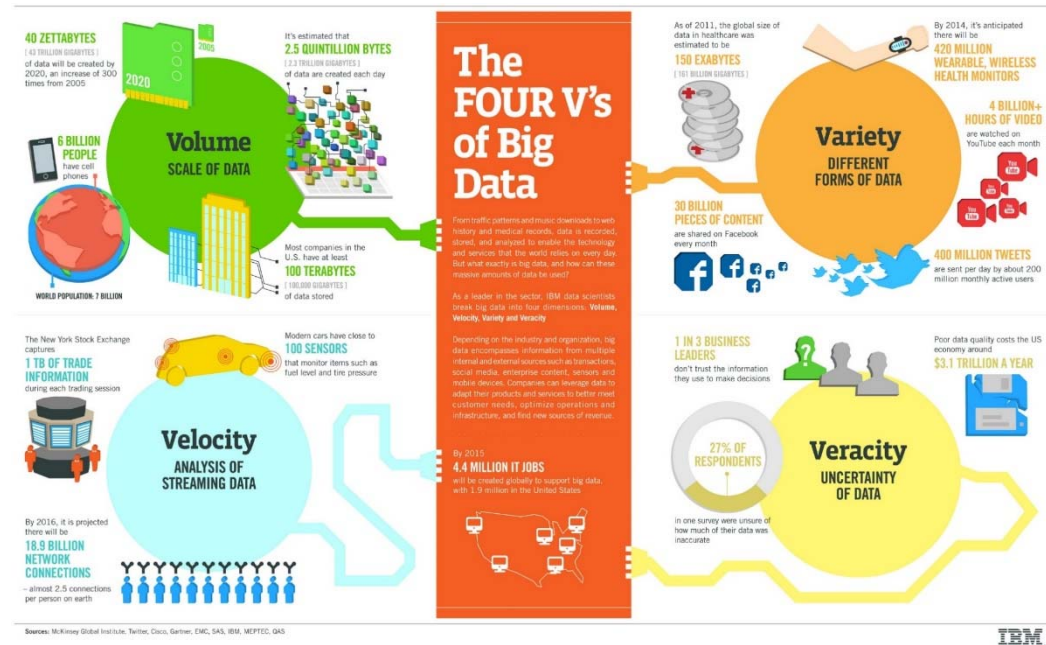 40 ZETTABYTES
[ 43 TRILLION GIGABYTES ]
of data will be created by
2020, an increase of 300
times from 2005
2005
2020
It's estimated that
2.5 QUINTILLION BYTES
[ 2.3 TRILLION GIGABYTES ]
of data are created each day
6 BILLION
PEOPLE
have cell
phones
Volume
SCALE OF DATA
WORLD POPULATION: 7 BILLION
Most companies in the
U.S. have at least
100 TERABYTES
[ 100,000 GIGABYTES ]
of data stored
The New York Stock Exchange
captures
1 TB OF TRADE
INFORMATION
during each trading session
Modern cars have close to
100 SENSORS
that monitor items such as
fuel level and tire pressure
Velocity
ANALYSIS OF
STREAMING DATA
By 2016, it is projected
there will be
18.9 BILLION
NETWORK
CONNECTIONS
– almost 2.5 connections
per person on earth
The
FOUR V's
of Big
Data
From traffic patterns and music downloads to web
history and medical records, data is recorded,
stored, and analyzed to enable the technology
and services that the world relies on every day.
But what exactly is big data, and how can these
massive amounts of data be used?
As a leader in the sector, IBM data scientists
break big data into four dimensions: Volume,
Velocity, Variety and Veracity
Depending on the industry and organization, big
data encompasses information from multiple
internal and external sources such as transactions,
social media, enterprise content, sensors and
mobile devices. Companies can leverage data to
adapt their products and services to better meet
customer needs, optimize operations and
infrastructure, and find new sources of revenue.
By 2015
4.4 MILLION IT JOBS
will be created globally to support big data,
with 1.9 million in the United States
As of 2011, the global size of
data in healthcare was
estimated to be
150 EXABYTES
[ 161 BILLION GIGABYTES ]
By 2014, it's anticipated
there will be
420 MILLION
WEARABLE, WIRELESS
HEALTH MONITORS
4 BILLION+
HOURS OF VIDEO
are watched on
YouTube each month
You
Tube
You
Tube
You
Tube
You
Tube
Variety
DIFFERENT
FORMS OF DATA
30 BILLION
PIECES OF CONTENT
are shared on Facebook
every month
f f f f f f
400 MILLION TWEETS
are sent per day by about 200
million monthly active users
1 IN 3 BUSINESS
LEADERS
don't trust the information
they use to make decisions
?
Poor data quality costs the US
economy around
$3.1 TRILLION A YEAR
27% OF
RESPONDENTS
in one survey were unsure of
how much of their data was
inaccurate
Veracity
UNCERTAINTY
OF DATA
Sources: McKinsey Global Institute, Twitter, Cisco, Gartner, EMC, SAS, IBM, MEPTEC, QAS
IBM